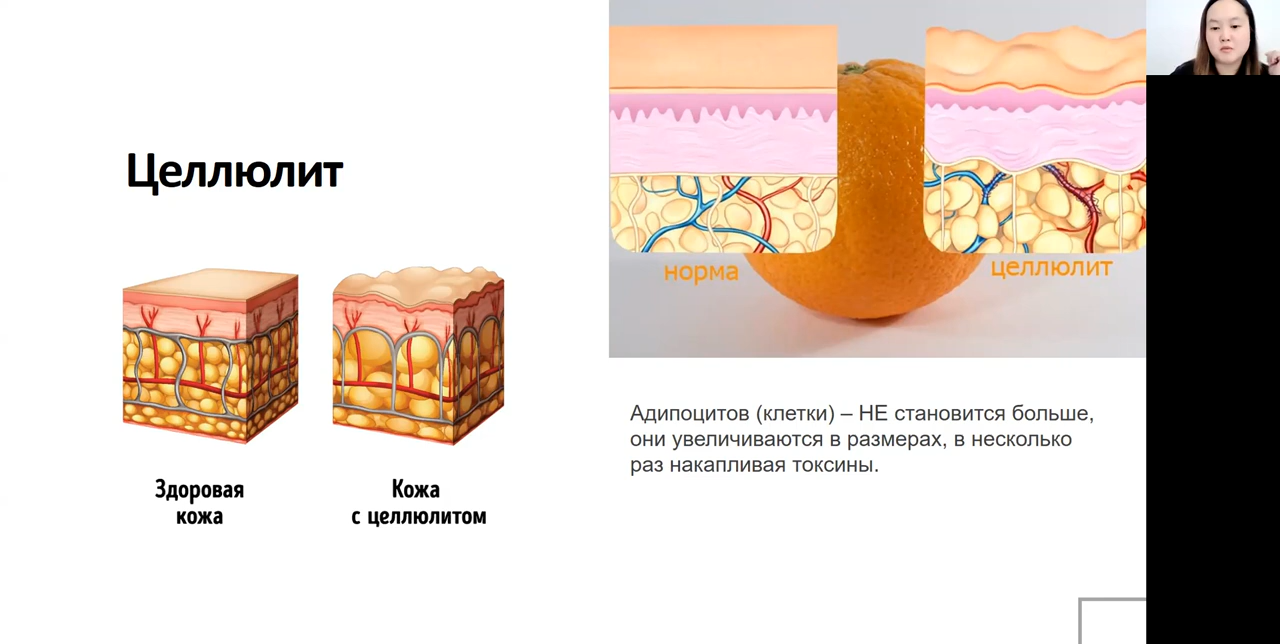 Целлюлит
Здоровая
кожа
Кожа
с целлюлитом
норма
целлюлит
Адипоцитов (клетки) – НЕ становится больше,
они увеличиваются в размерах, в несколько
раз накапливая токсины.